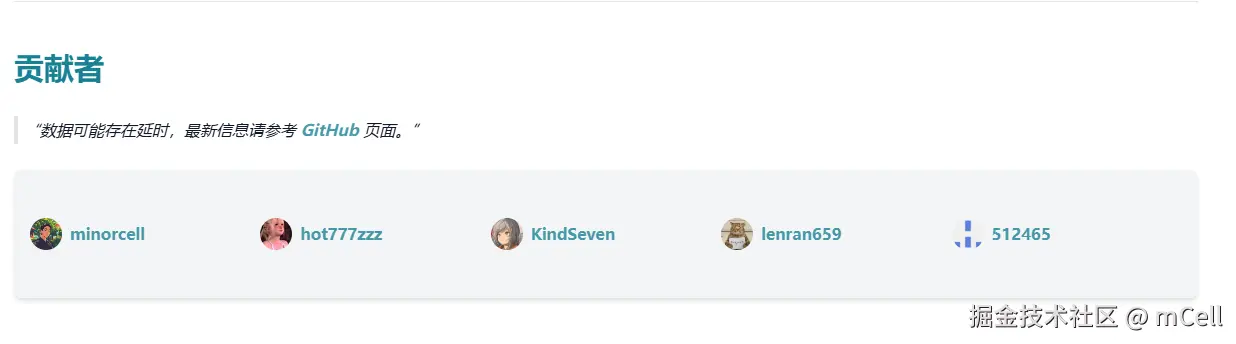 贡献者
“数据可能存在延时，最新信息请参考 GitHub 页面。”
minorcell hot777zzz KindSeven lenran659 512465
掘金技术社区 @ mCell